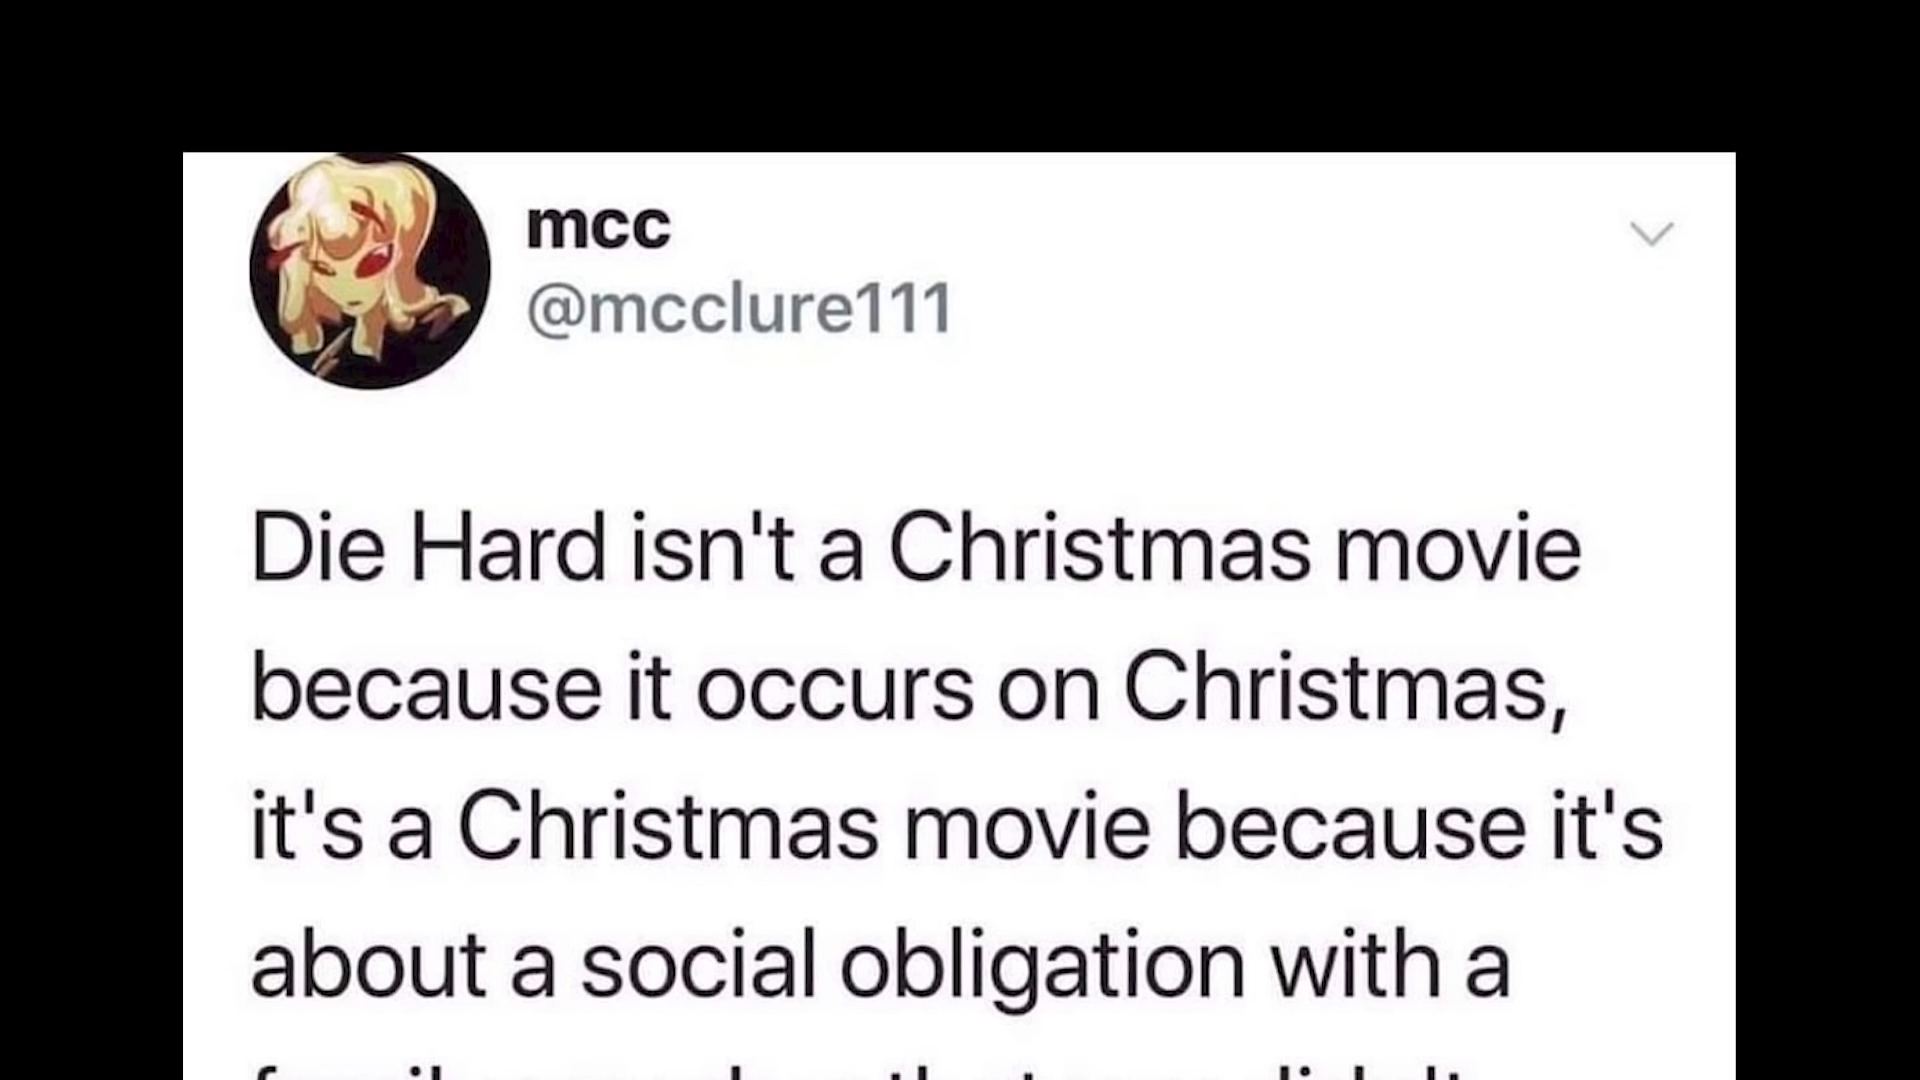 mcc
@mcclure111
Die Hard isn't a Christmas movie
because it occurs on Christmas,
it's a Christmas movie because it's
about a social obligation with a